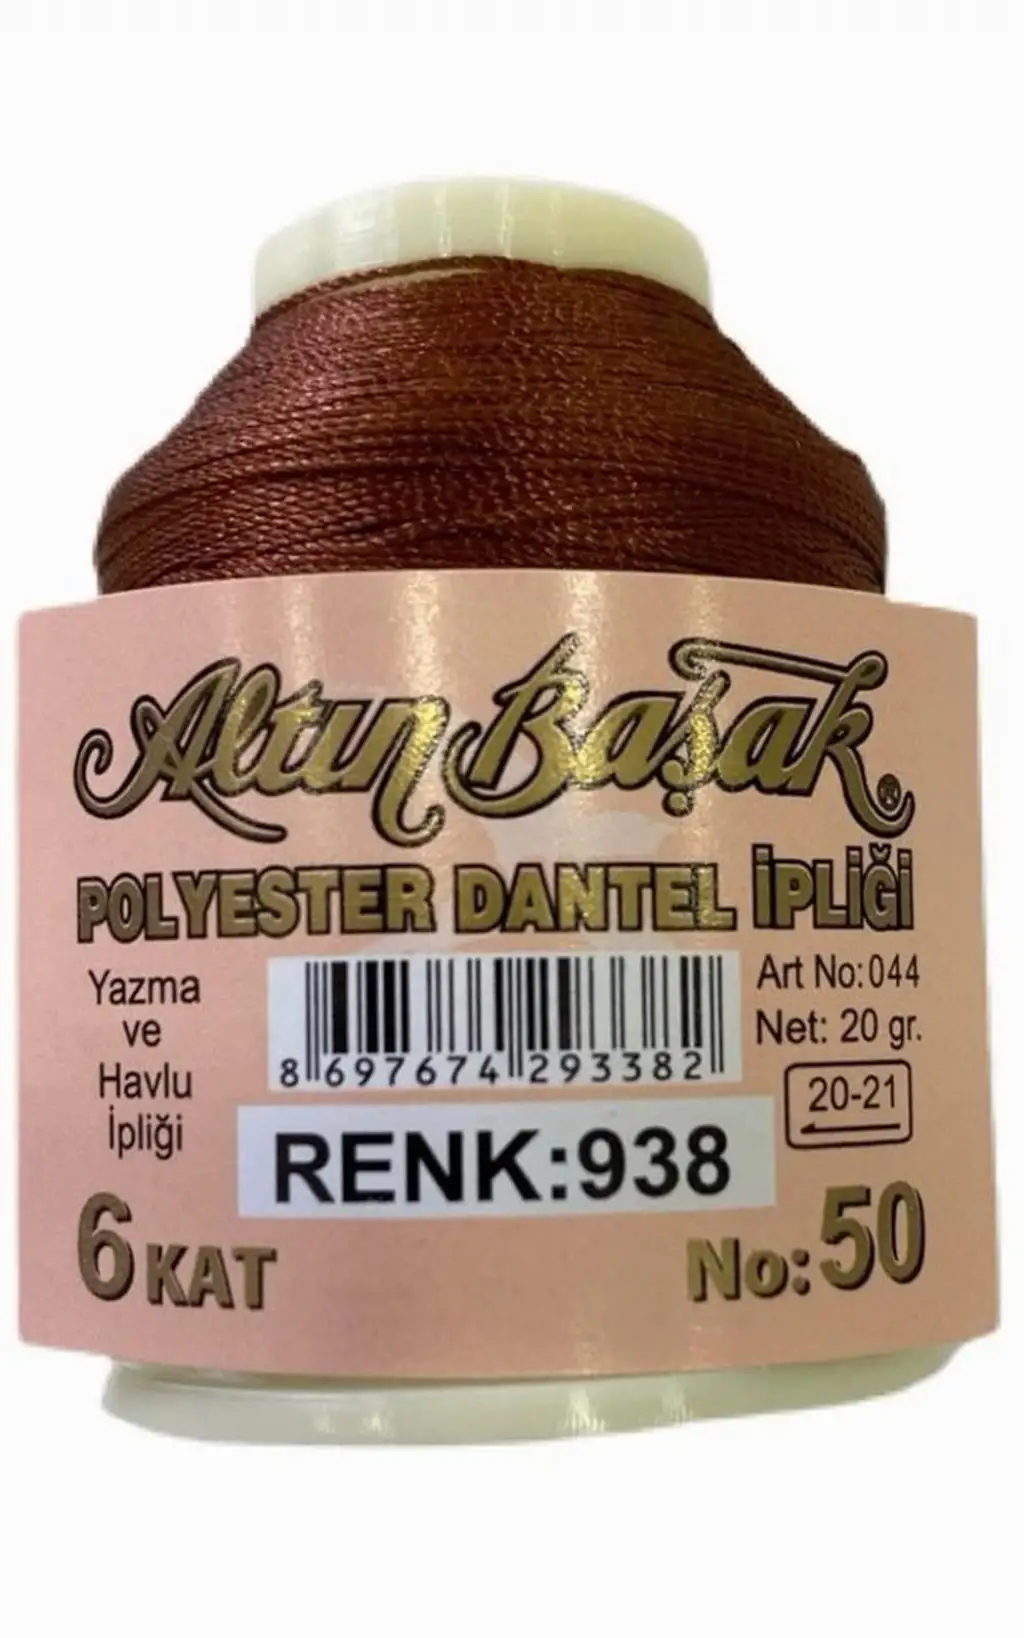 Altın Başak ®
POLYESTER DANTEL İPLİĞİ
Yazma
ve
Havlu
İpliği
8 697674 293382
Art No:044
Net: 20 gr.
20-21
RENK:938
6 KAT
No:50